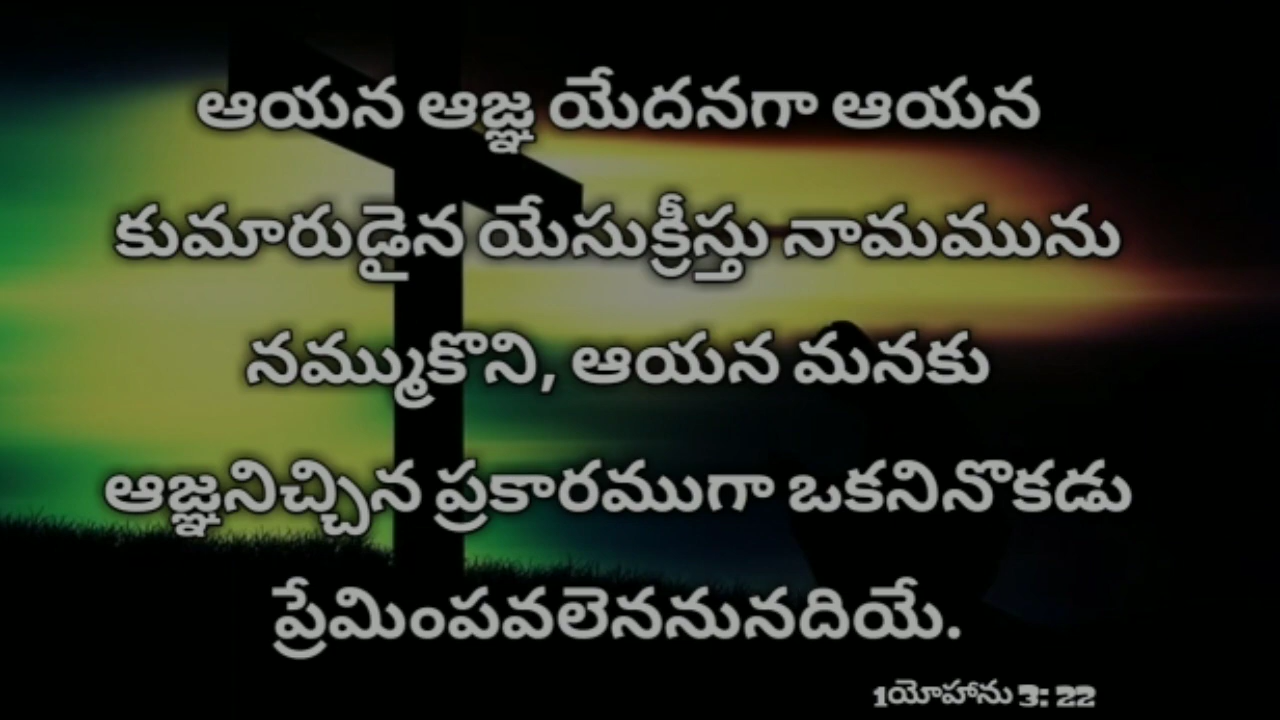 ఆయన ఆజ్ఞ యేదనగా ఆయన
కుమారుడైన యేసుక్రీస్తు నామమును
నమ్ముకొని, ఆయన మనకు
ఆజ్ఞనిచ్చిన ప్రకారముగా ఒకనినొకడు
ప్రేమింపవలెననునదియే.
1యోహాను 3: 22